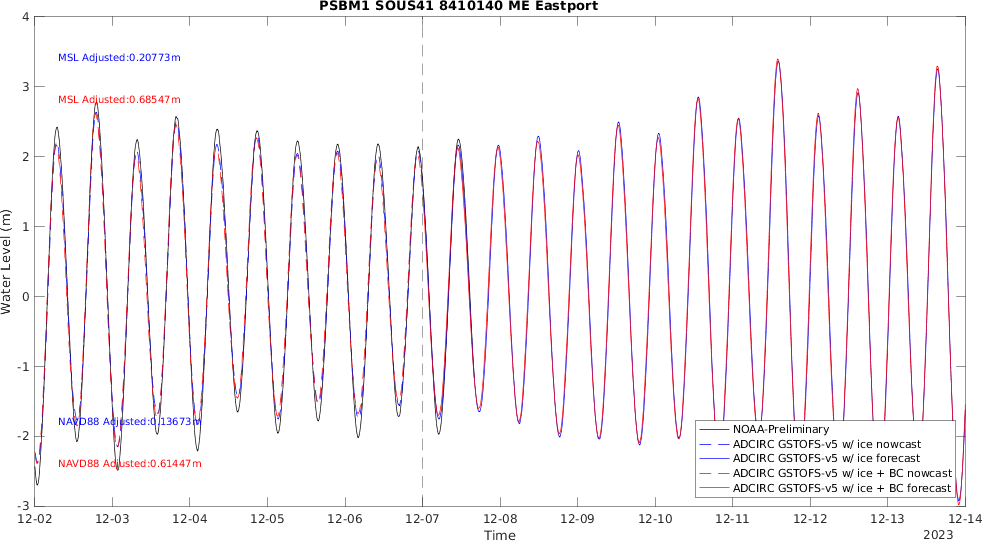 PSBM1 SOUS41 8410140 ME Eastport
4
3
2
1
0
-1
-2
-3
Water Level (m)
MSL Adjusted:0.20773m
MSL Adjusted:0.68547m
NAVD88 Adjusted:0.13673m
NAVD88 Adjusted:0.61447m
NOAA-Preliminary
ADCIRC GSTOFS-v5 w/ ice nowcast
ADCIRC GSTOFS-v5 w/ ice forecast
ADCIRC GSTOFS-v5 w/ ice + BC nowcast
ADCIRC GSTOFS-v5 w/ ice + BC forecast
12-02 12-03 12-04 12-05 12-06 12-07 12-08 12-09 12-10 12-11 12-12 12-13 12-14
Time 2023